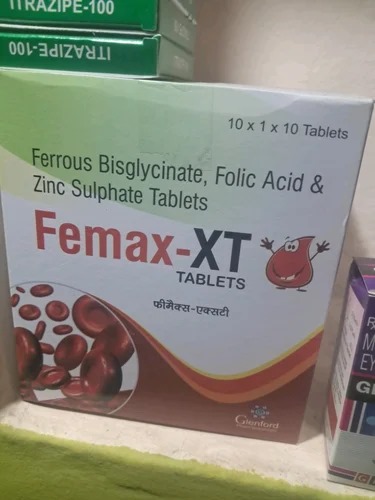 ITRAZIPE-100
ITRAZIPE-100
10 x 1 x 10 Tablets
Ferrous Bisglycinate, Folic Acid &
Zinc Sulphate Tablets
Femax-XT
TABLETS
फीमैक्स-एक्सटी
Glenford